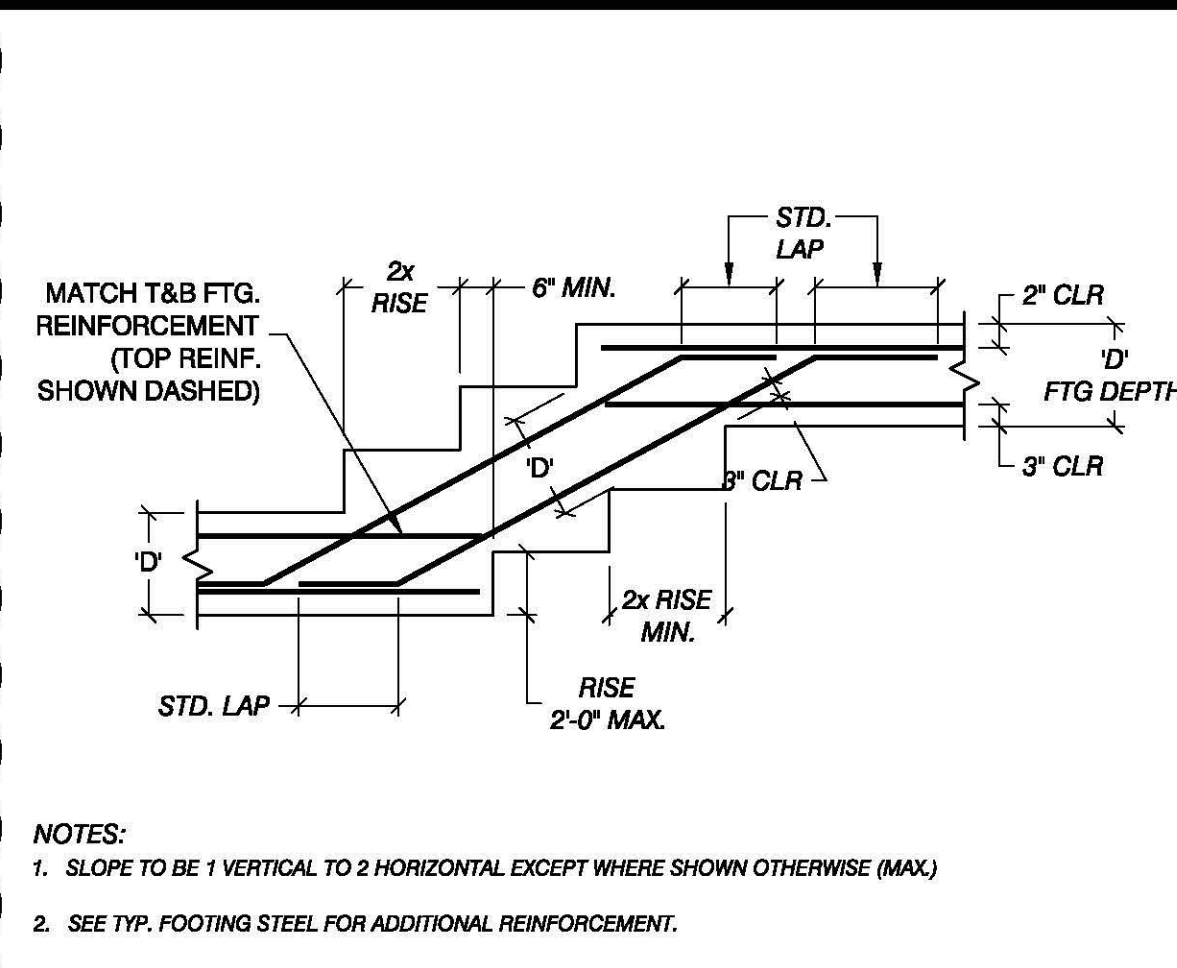 STD.
LAP
2x
RISE
6" MIN.
MATCH T&B FTG.
REINFORCEMENT
(TOP REINF.
SHOWN DASHED)
2" CLR
'D'
FTG DEPTH
3" CLR
'D'
3" CLR
'D'
2x RISE
MIN.
STD. LAP
RISE
2'-0" MAX.
NOTES:
1. SLOPE TO BE 1 VERTICAL TO 2 HORIZONTAL EXCEPT WHERE SHOWN OTHERWISE (MAX.)
2. SEE TYP. FOOTING STEEL FOR ADDITIONAL REINFORCEMENT.